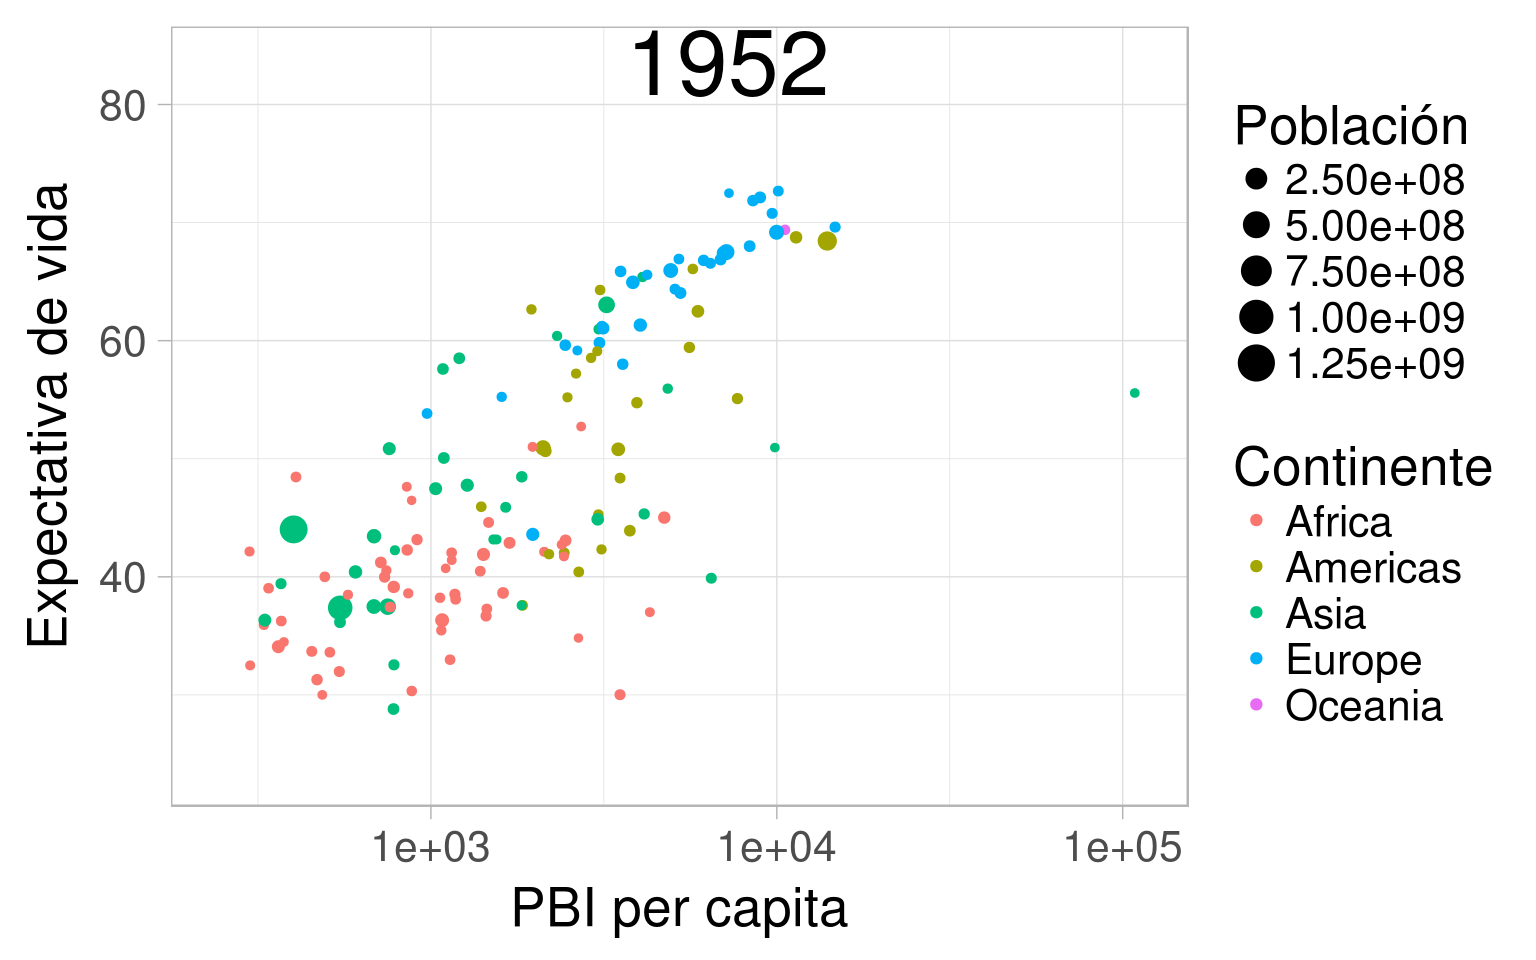 1952
80
60
40
Expectativa de vida
1e+03
1e+04
1e+05
PBI per capita
Población
2.50e+08
5.00e+08
7.50e+08
1.00e+09
1.25e+09
Continente
Africa
Americas
Asia
Europe
Oceania